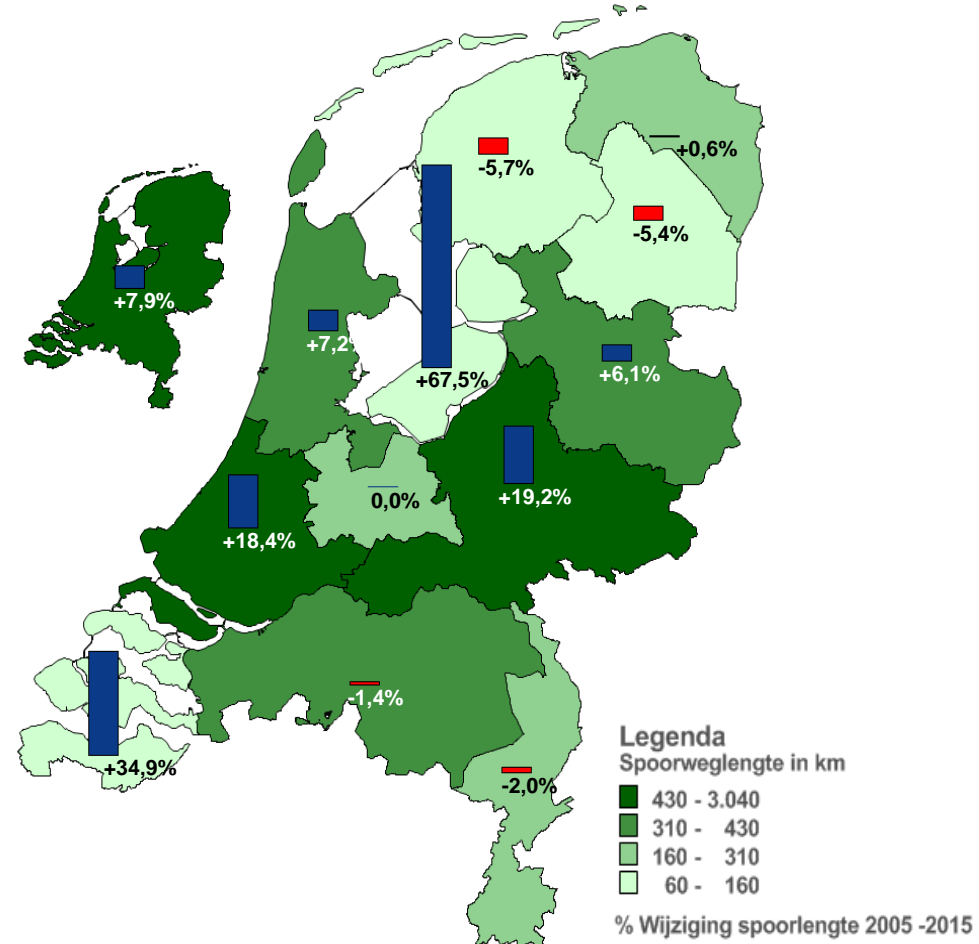 -5,7%
+0,6%
-5,4%
+7,9%
+7,2%
+67,5%
+6,1%
0,0%
+19,2%
+18,4%
-1,4%
+34,9%
-2,0%
Legenda
Spoorweglengte in km
430 - 3.040
310 - 430
160 - 310
60 - 160
% Wijziging spoorlengte 2005 -2015